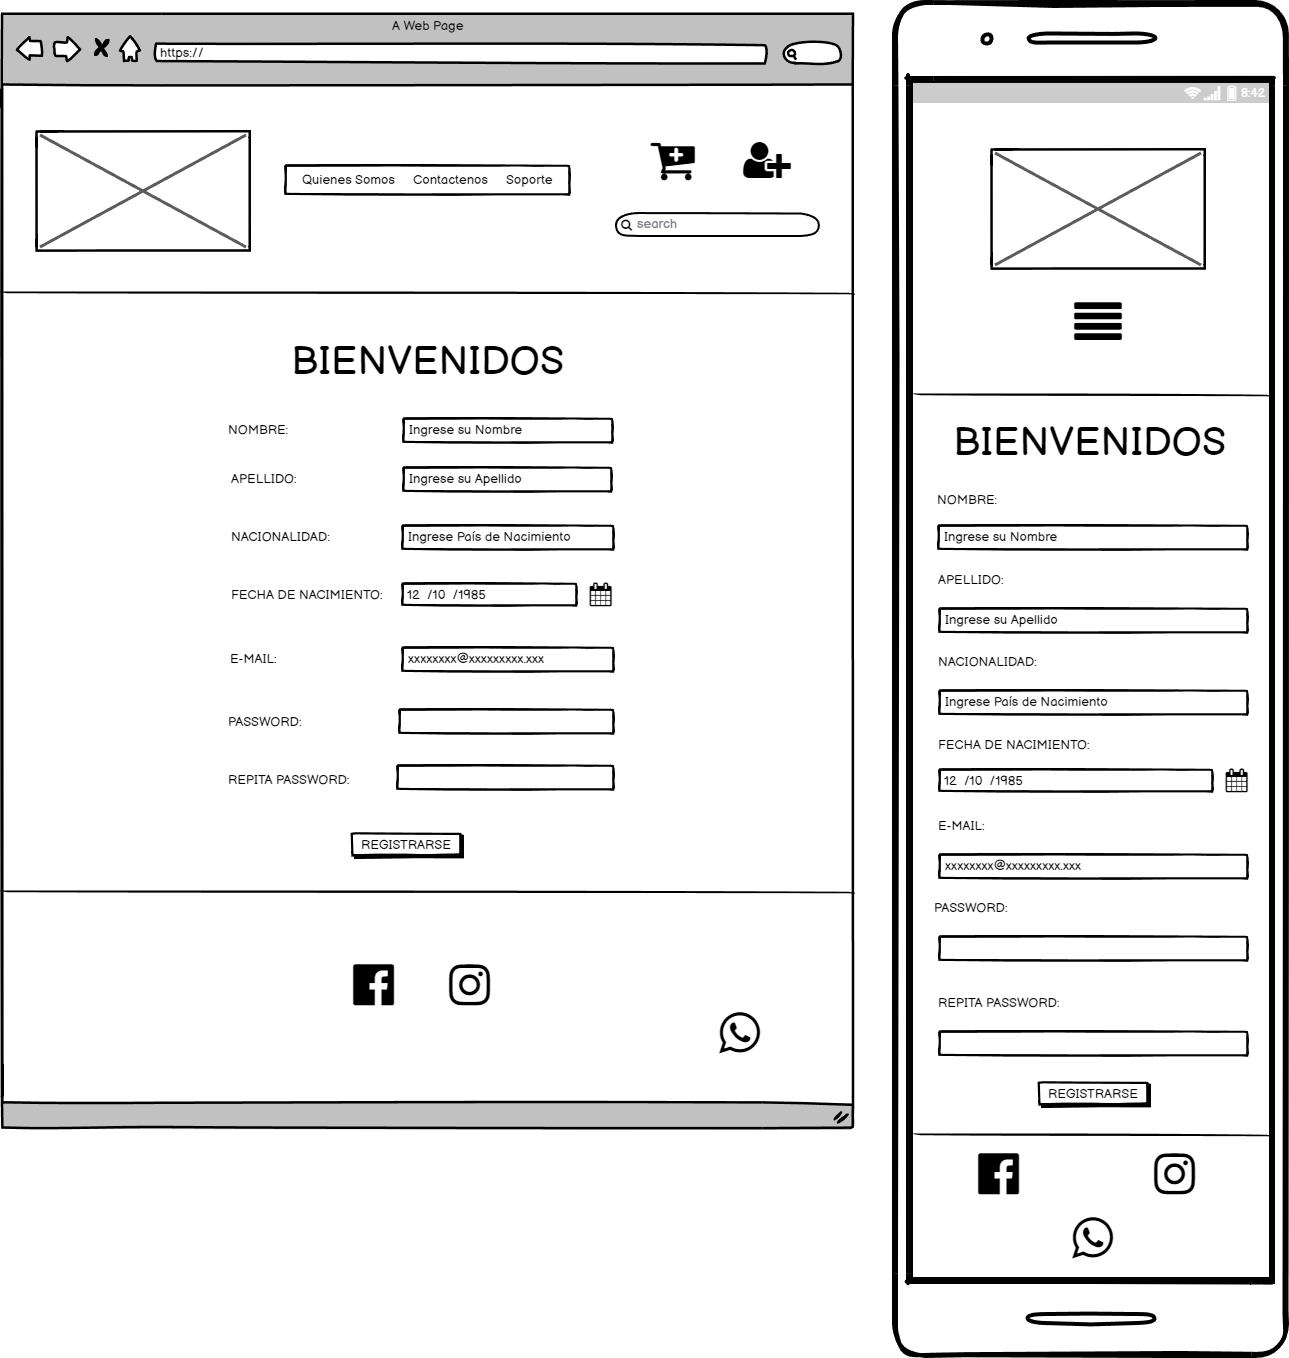 A Web Page
https://
Quienes Somos Contactenos Soporte
search
BIENVENIDOS
NOMBRE: Ingrese su Nombre
APELLIDO: Ingrese su Apellido
NACIONALIDAD: Ingrese País de Nacimiento
FECHA DE NACIMIENTO: 12 /10 /1985
E-MAIL: xxxxxxxx@xxxxxxxxx.xxx
PASSWORD:
REPITA PASSWORD:
REGISTRARSE
8:42
BIENVENIDOS
NOMBRE:
Ingrese su Nombre
APELLIDO:
Ingrese su Apellido
NACIONALIDAD:
Ingrese País de Nacimiento
FECHA DE NACIMIENTO:
12 /10 /1985
E-MAIL:
xxxxxxxx@xxxxxxxxx.xxx
PASSWORD:
REPITA PASSWORD:
REGISTRARSE